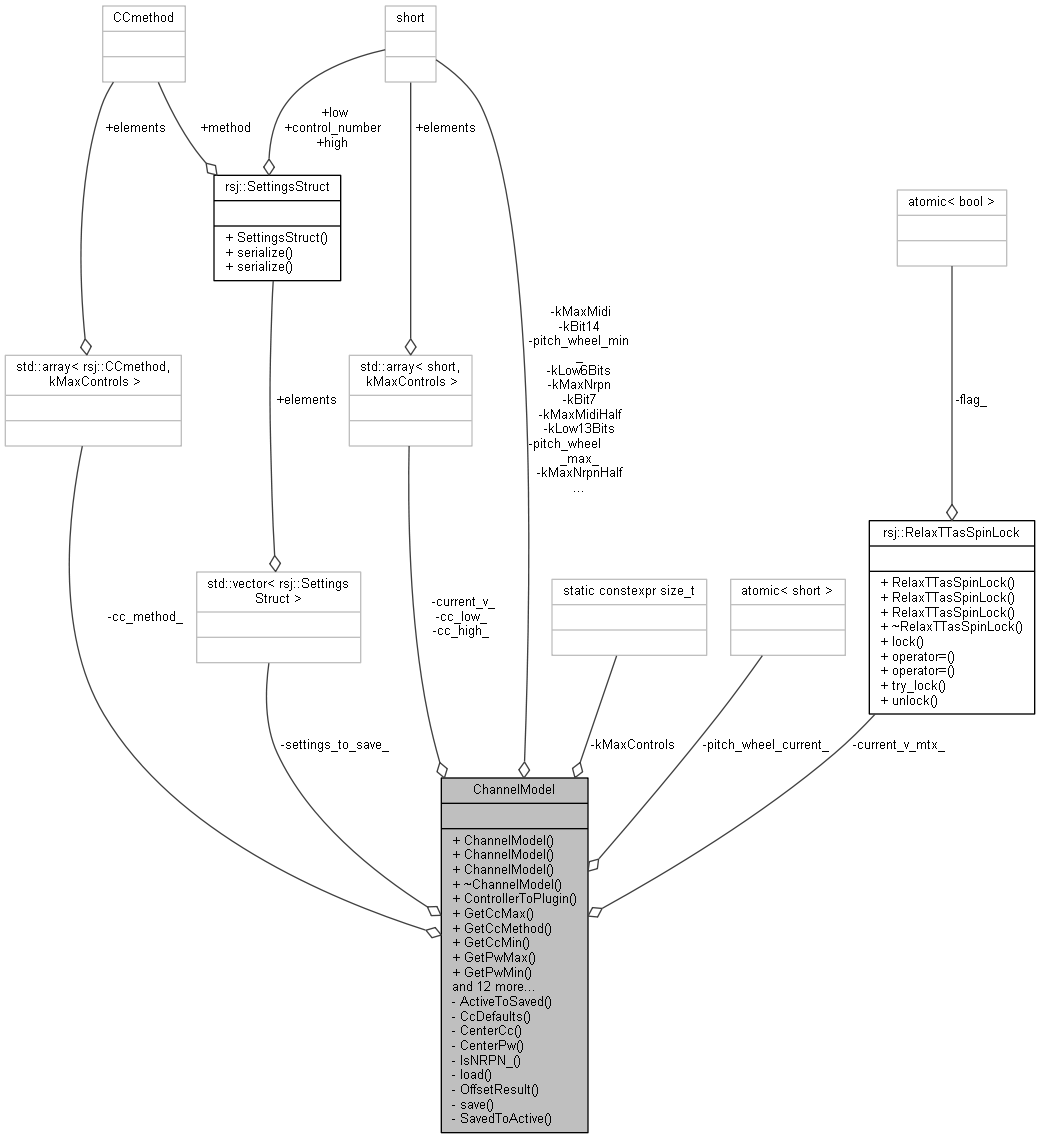 CCmethod
short
+elements
+method
+low
+control_number
+high
+elements
rsj::SettingsStruct
+ SettingsStruct()
+ serialize()
+ serialize()
atomic< bool >
-kMaxMidi
-kBit14
-pitch_wheel_min
_
-kLow6Bits
-kMaxNrpn
-kBit7
-kMaxMidiHalf
-kLow13Bits
-pitch_wheel
_max_
-kMaxNrpnHalf
...
std::array< rsj::CCmethod,
kMaxControls >
+elements
std::array< short,
kMaxControls >
-flag_
rsj::RelaxTTasSpinLock
+ RelaxTTasSpinLock()
+ RelaxTTasSpinLock()
+ RelaxTTasSpinLock()
+ ~RelaxTTasSpinLock()
+ lock()
+ operator=()
+ operator=()
+ try_lock()
+ unlock()
std::vector< rsj::Settings
Struct >
static constexpr size_t
atomic< short >
-cc_method_
-current_v_
-cc_low_
-cc_high_
-settings_to_save_
-kMaxControls
-pitch_wheel_current_
-current_v_mtx_
ChannelModel
+ ChannelModel()
+ ChannelModel()
+ ChannelModel()
+ ~ChannelModel()
+ ControllerToPlugin()
+ GetCcMax()
+ GetCcMethod()
+ GetCcMin()
+ GetPwMax()
+ GetPwMin()
and 12 more...
- ActiveToSaved()
- CcDefaults()
- CenterCc()
- CenterPw()
- IsNRPN_()
- load()
- OffsetResult()
- save()
- SavedToActive()